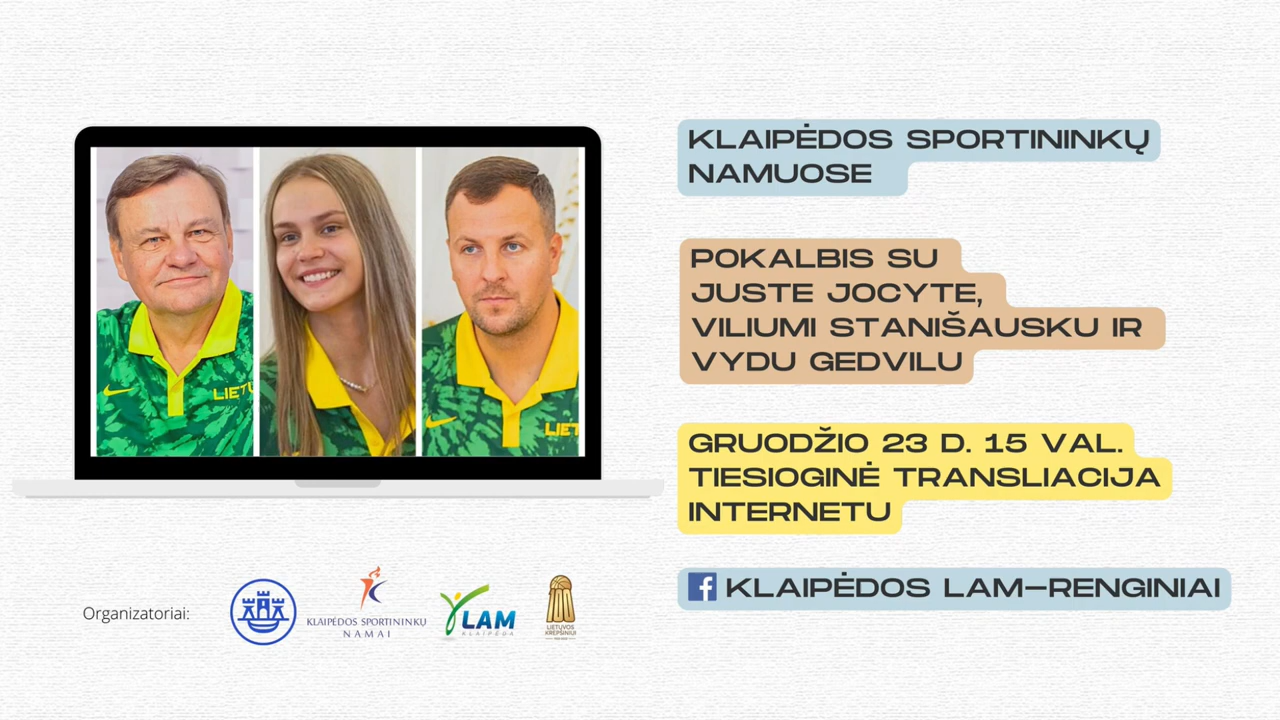 KLAIPĖDOS SPORTININKŲ
NAMUOSE
POKALBIS SU
JUSTE JOCYTE,
VILIUMI STANIŠAUSKU IR
VYDU GEDVILU
GRUODŽIO 23 D. 15 VAL.
TIESIOGINĖ TRANSLIACIJA
INTERNETU
KLAIPĖDOS LAM-RENGINIAI
LIETU
LIET
Organizatoriai:
KLAIPĖDOS SPORTININKŲ
NAMAI
LAM
KLAIPĖDA
LIETUVOS
KREPŠINIUI